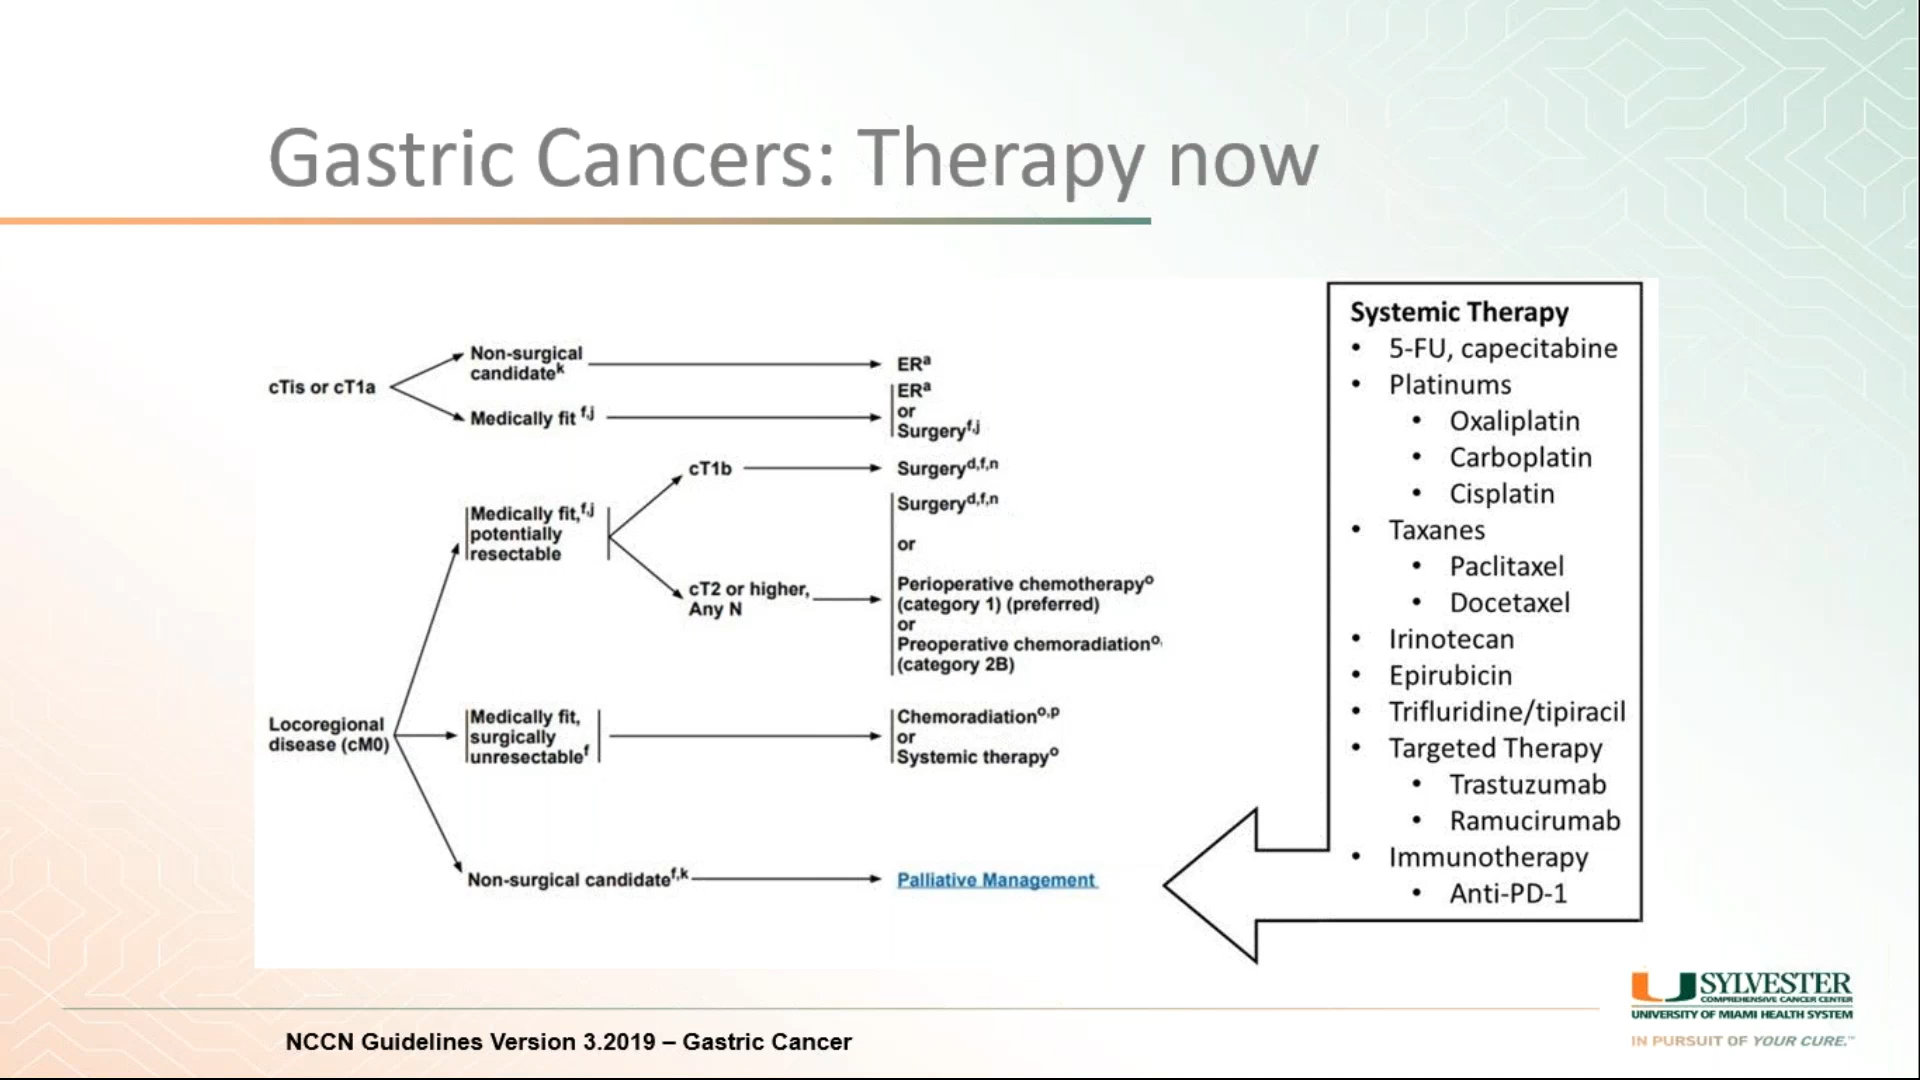 Gastric Cancers: Therapy now
cTis or cT1a
Non-surgical
candidateᵏ
Medically fit f,j
ERᵃ
ERᵃ
or
Surgeryf,j
Locoregional
disease (cM0)
Medically fit,f,j
potentially
resectable
cT1b
Surgeryd,f,n
cT2 or higher,
Any N
Surgeryd,f,n
or
Perioperative chemotherapyᵒ
(category 1) (preferred)
or
Preoperative chemoradiationᵒ,
(category 2B)
Medically fit,
surgically
unresectableᶠ
Chemoradiationo,p
or
Systemic therapyᵒ
Non-surgical candidatef,k
Palliative Management
Systemic Therapy
• 5-FU, capecitabine
• Platinums
• Oxaliplatin
• Carboplatin
• Cisplatin
• Taxanes
• Paclitaxel
• Docetaxel
• Irinotecan
• Epirubicin
• Trifluridine/tipiracil
• Targeted Therapy
• Trastuzumab
• Ramucirumab
• Immunotherapy
• Anti-PD-1
NCCN Guidelines Version 3.2019 – Gastric Cancer
SYLVESTER
COMPREHENSIVE CANCER CENTER
UNIVERSITY OF MIAMI HEALTH SYSTEM
IN PURSUIT OF YOUR CURE.™